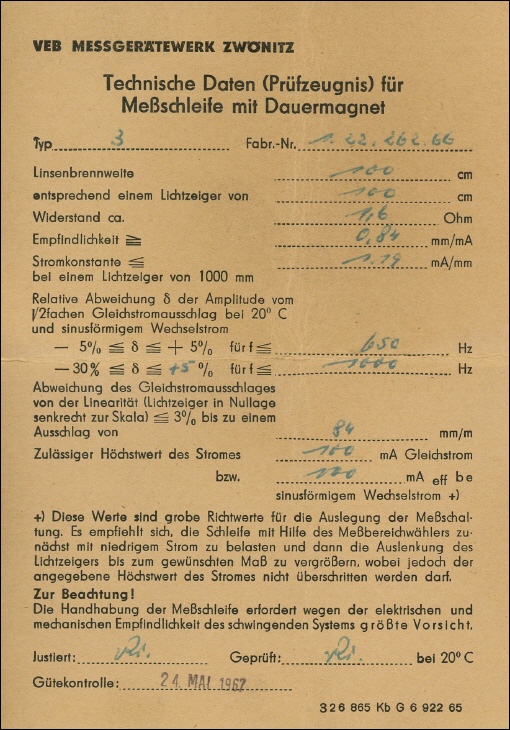 VEB MESSGERÄTEWERK ZWÖNITZ
Technische Daten (Prüfzeugnis) für
Meßschleife mit Dauermagnet
Typ 3 Fabr.-Nr. 1.22.262.66
Linsenbrennweite 100 cm
entsprechend einem Lichtzeiger von 100 cm
Widerstand ca. 1,6 Ohm
Empfindlichkeit ≧ 0,84 mm/mA
Stromkonstante ≦ 1.19 mA/mm
bei einem Lichtzeiger von 1000 mm
Relative Abweichung δ der Amplitude vom
√2fachen Gleichstromausschlag bei 20° C
und sinusförmigem Wechselstrom
— 5% ≦ δ ≦ + 5% für f ≦ 650 Hz
—30% ≦ δ ≦ +5 % für f ≦ 1000 Hz
Abweichung des Gleichstromausschlages
von der Linearität (Lichtzeiger in Nullage
senkrecht zur Skala) ≦ 3% bis zu einem
Ausschlag von 84 mm/m
Zulässiger Höchstwert des Stromes 100 mA Gleichstrom
bzw. 100 mA eff be
sinusförmigem Wechselstrom +)
+) Diese Werte sind grobe Richtwerte für die Auslegung der Meßschal-
tung. Es empfiehlt sich, die Schleife mit Hilfe des Meßbereichwählers zu-
nächst mit niedrigem Strom zu belasten und dann die Auslenkung des
Lichtzeigers bis zum gewünschten Maß zu vergrößern, wobei jedoch der
angegebene Höchstwert des Stromes nicht überschritten werden darf.
Zur Beachtung!
Die Handhabung der Meßschleife erfordert wegen der elektrischen und
mechanischen Empfindlichkeit des schwingenden Systems größte Vorsicht.
Justiert: Ri. Geprüft: Ri. bei 20° C
Gütekontrolle: 24 MAI 1967
326 865 Kb G 6 922 65